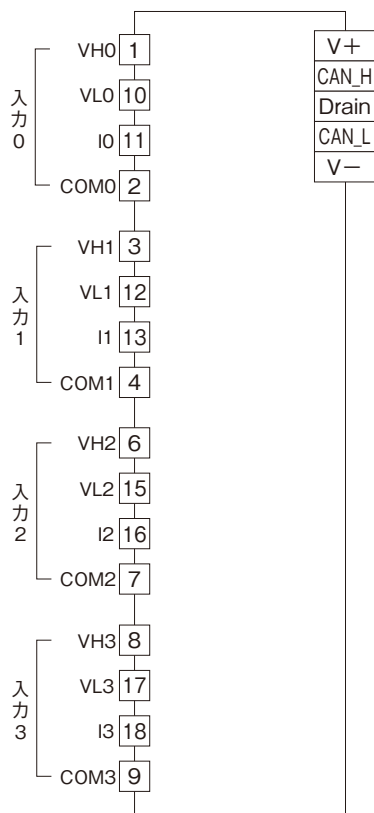 入力0
VH0 1
VL0 10
I0 11
COM0 2
入力1
VH1 3
VL1 12
I1 13
COM1 4
入力2
VH2 6
VL2 15
I2 16
COM2 7
入力3
VH3 8
VL3 17
I3 18
COM3 9
V+
CAN_H
Drain
CAN_L
V−